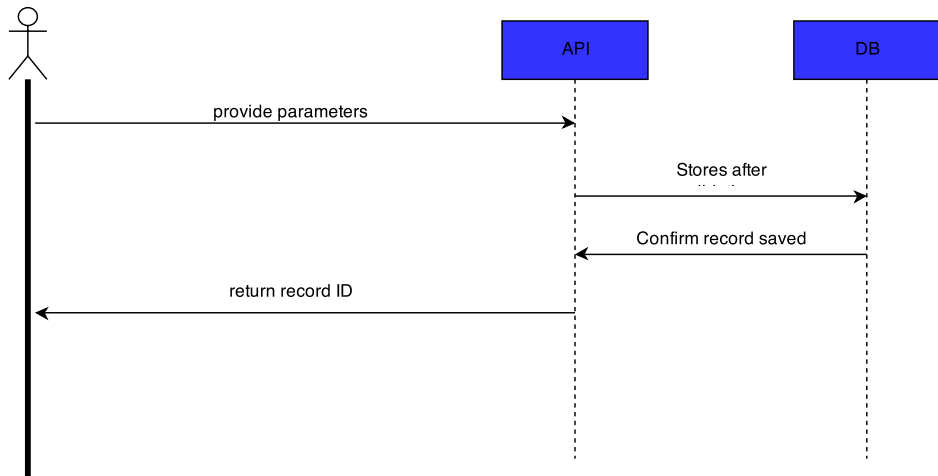 API
DB
provide parameters
Stores after
Confirm record saved
return record ID